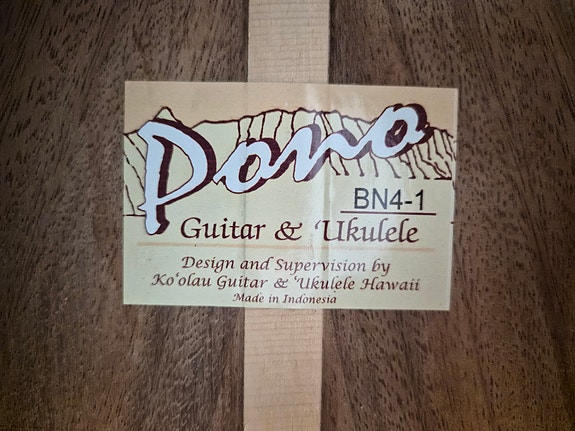 Pono
BN4-1
Guitar & ʻUkulele
Design and Supervision by
Koʻolau Guitar & ʻUkulele Hawaii
Made in Indonesia